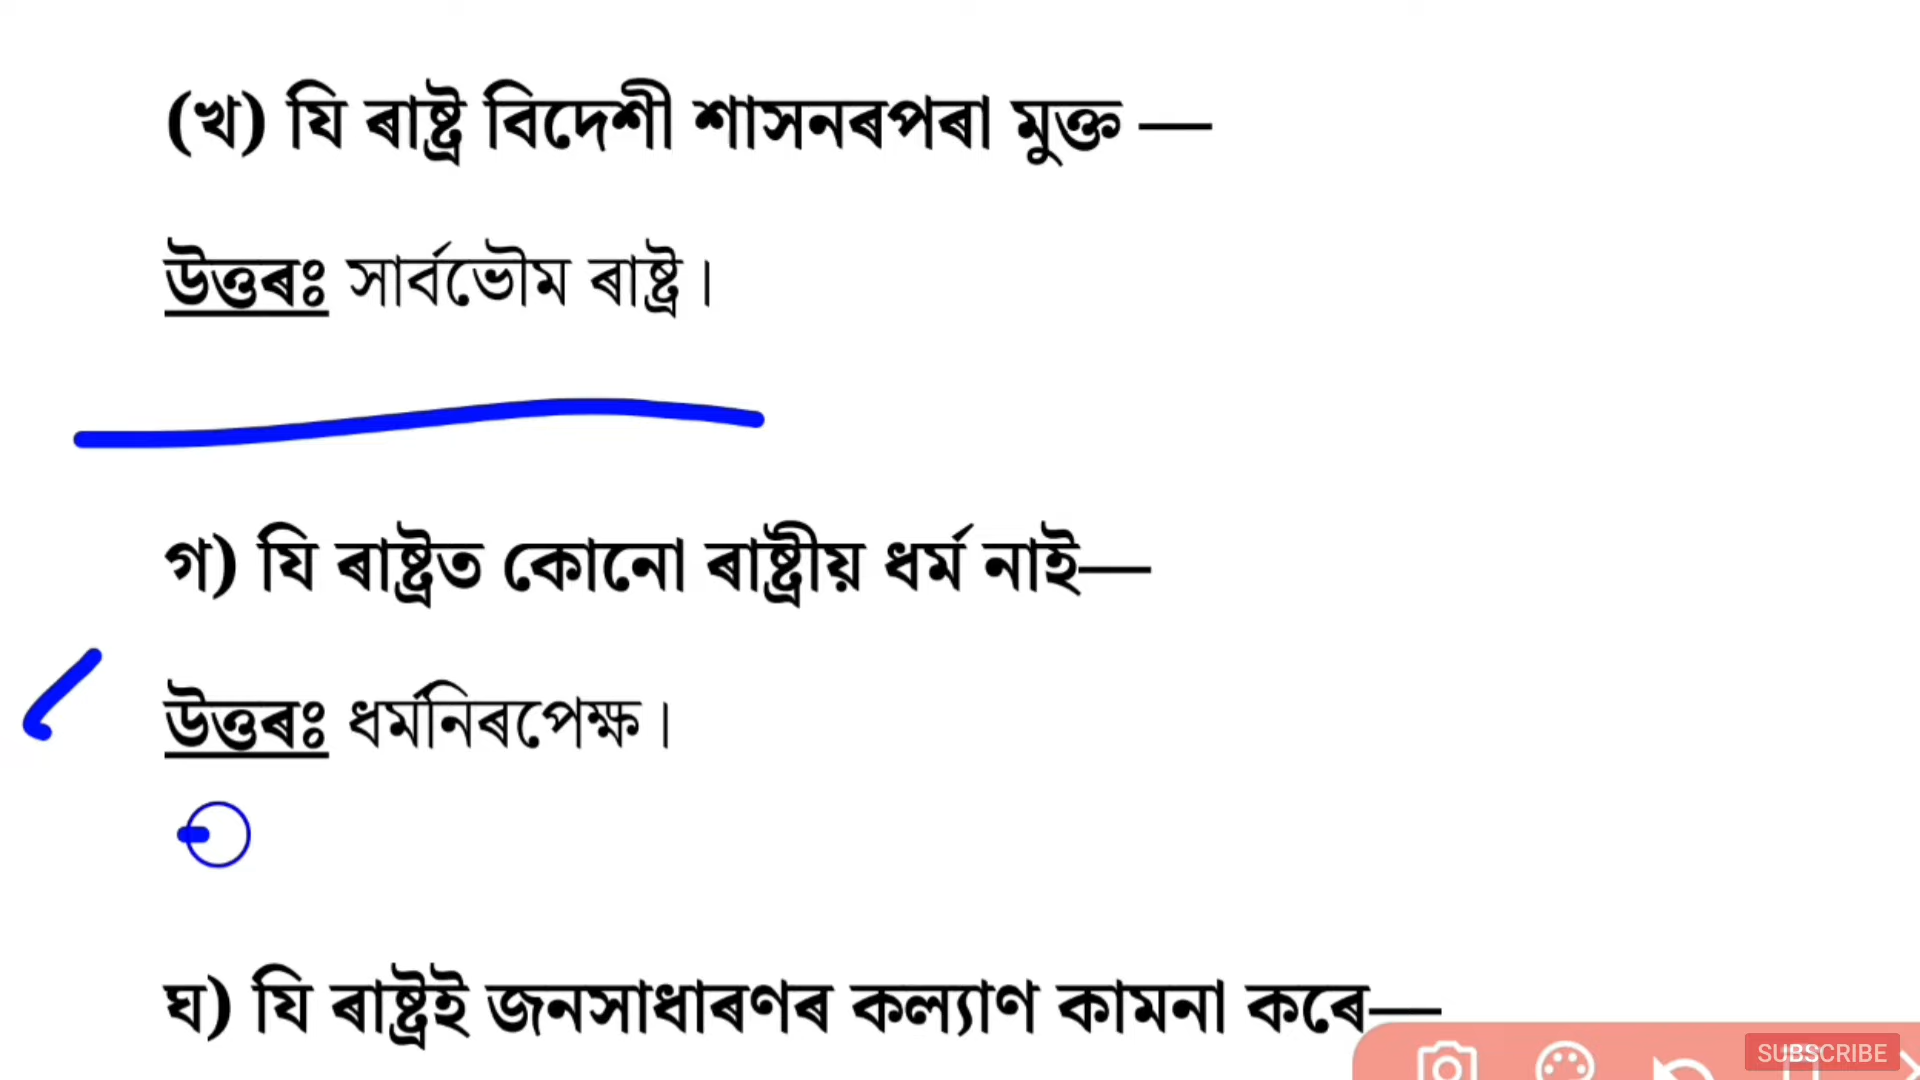 (খ) যি ৰাষ্ট্ৰ বিদেশী শাসনৰপৰা মুক্ত —
উত্তৰঃ সাৰ্বভৌম ৰাষ্ট্ৰ।
গ) যি ৰাষ্ট্ৰত কোনো ৰাষ্ট্ৰীয় ধৰ্ম নাই—
উত্তৰঃ ধৰ্মনিৰপেক্ষ।
ঘ) যি ৰাষ্ট্ৰই জনসাধাৰণৰ কল্যাণ কামনা কৰে—
SUBSCRIBE